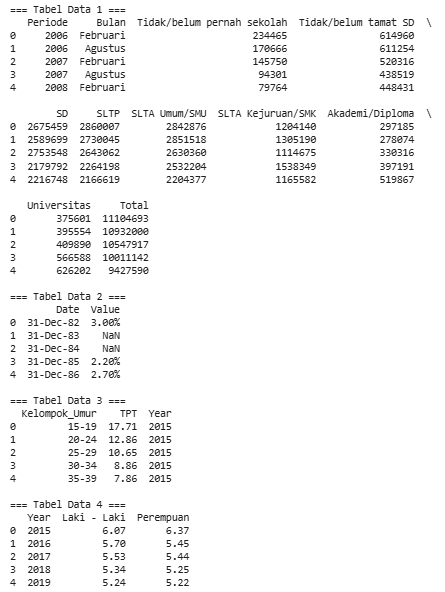 === Tabel Data 1 ===
Periode Bulan Tidak/belum pernah sekolah Tidak/belum tamat SD \
0 2006 Februari 234465 614960
1 2006 Agustus 170666 611254
2 2007 Februari 145750 520316
3 2007 Agustus 94301 438519
4 2008 Februari 79764 448431
SD SLTP SLTA Umum/SMU SLTA Kejuruan/SMK Akademi/Diploma \
0 2675459 2860007 2842876 1204140 297185
1 2589699 2730045 2851518 1305190 278074
2 2753548 2643062 2630360 1114675 330316
3 2179792 2264198 2532204 1538349 397191
4 2216748 2166619 2204377 1165582 519867
Universitas Total
0 375601 11104693
1 395554 10932000
2 409890 10547917
3 566588 10011142
4 626202 9427590
=== Tabel Data 2 ===
Date Value
0 31-Dec-82 3.00%
1 31-Dec-83 NaN
2 31-Dec-84 NaN
3 31-Dec-85 2.20%
4 31-Dec-86 2.70%
=== Tabel Data 3 ===
Kelompok_Umur TPT Year
0 15-19 17.71 2015
1 20-24 12.86 2015
2 25-29 10.65 2015
3 30-34 8.86 2015
4 35-39 7.86 2015
=== Tabel Data 4 ===
Year Laki - Laki Perempuan
0 2015 6.07 6.37
1 2016 5.70 5.45
2 2017 5.53 5.44
3 2018 5.34 5.25
4 2019 5.24 5.22